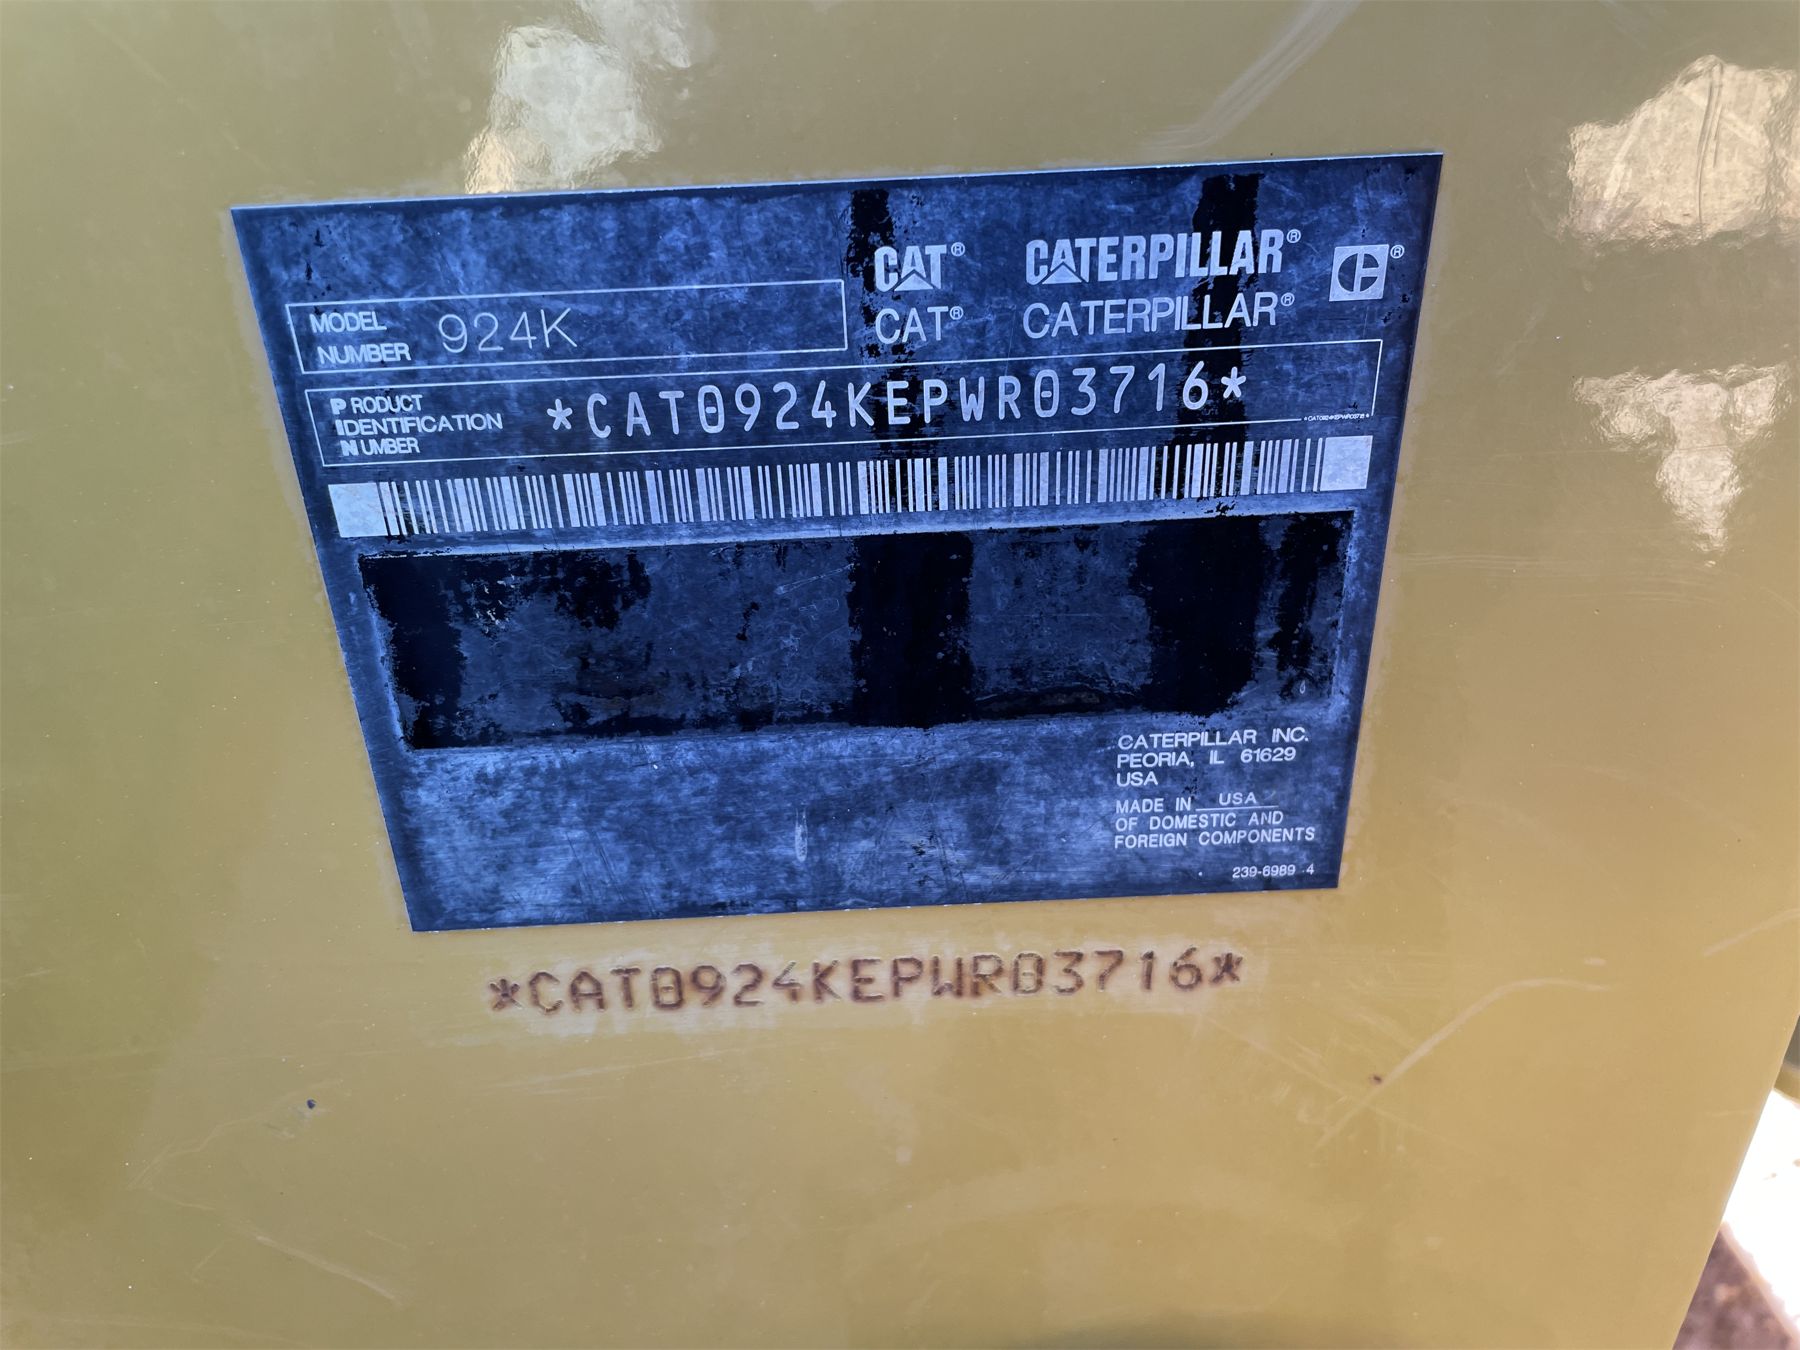 CAT® CATERPILLAR® ®
CAT® CATERPILLAR®
MODEL
NUMBER 924K
PRODUCT
IDENTIFICATION
NUMBER
*CAT0924KEPWR03716*
*CAT0924KEPWR03716*
CATERPILLAR INC.
PEORIA, IL 61629
USA
MADE IN USA
OF DOMESTIC AND
FOREIGN COMPONENTS
239-6989 4
*CAT0924KEPWR03716*